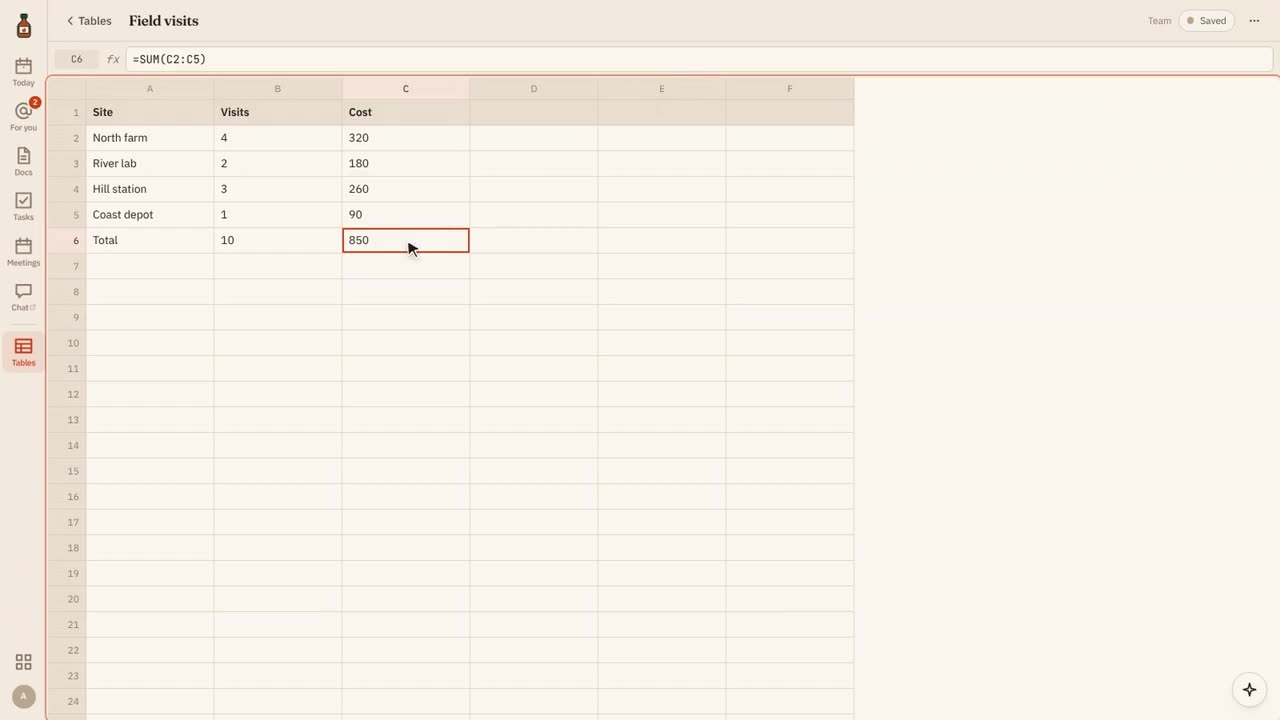 Tables
Field visits
Team
Saved
C6
fx
=SUM(C2:C5)
Today
2
For you
Docs
Tasks
Meetings
Chat
Tables
A
A B C D E F
1 Site Visits Cost
2 North farm 4 320
3 River lab 2 180
4 Hill station 3 260
5 Coast depot 1 90
6 Total 10 850
7
8
9
10
11
12
13
14
15
16
17
18
19
20
21
22
23
24